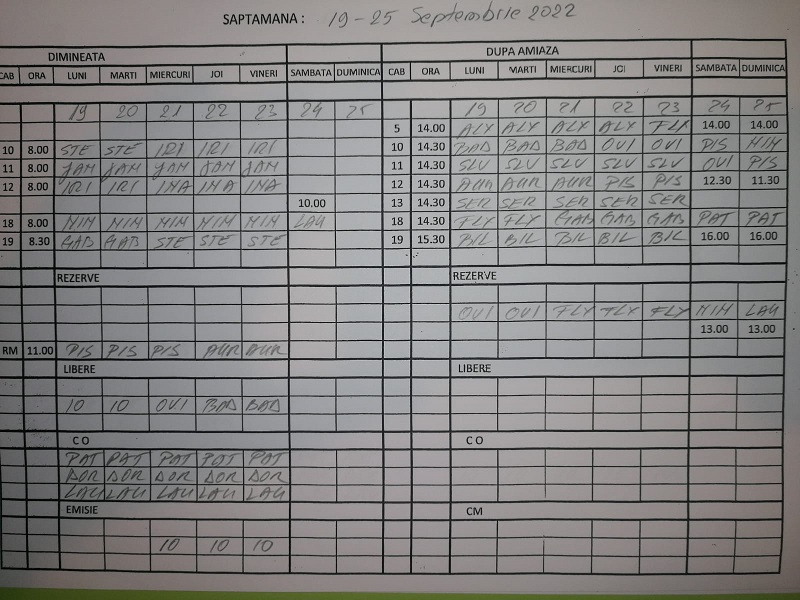 SAPTAMANA : 19-25 Septembrile 2022
DIMINEATA DUPA AMIAZA
CAB ORA LUNI MARTI MIERCURI JOI VINERI SAMBATA DUMINICA CAB ORA LUNI MARTI MIERCURI JOI VINERI SAMBATA DUMINICA
19 20 21 22 23 24 25 19 20 21 22 23 24 25
5 14.00 ALY ALY ALY ALY FLY 14.00 14.00
10 8.00 STE STE IRI IRI IRI 10 14.30 BAD BAD BAD OVI OVI PIS MIH
11 8.00 JAM JAM JAM JAM JAM 11 14.30 SLV SLV SLV SLV SLV OVI PIS
12 8.00 IRI IRI INA INA INA 12 14.30 AUR AUR AUR PIS PIS 12.30 11.30
10.00 13 14.30 SER SER SER SER SER
18 8.00 MIH MIH MIH MIH MIH LAU 18 14.30 FLY FLY GAB GAB GAB PAT PAT
19 8.30 GAB GAB STE STE STE 19 15.30 BIL BIL BIL BIL BIL 16.00 16.00
REZERVE REZERVE
OVI OVI FLY FLY FLY MIH LAU
13.00 13.00
RM 11.00 PIS PIS PIS AUR AUR
LIBERE LIBERE
10 10 OVI BAD BAD
C O C O
PAT PAT PAT PAT PAT
DOR DOR DOR DOR DOR
LAU LAU LAU LAU LAU
EMISIE CM
10 10 10